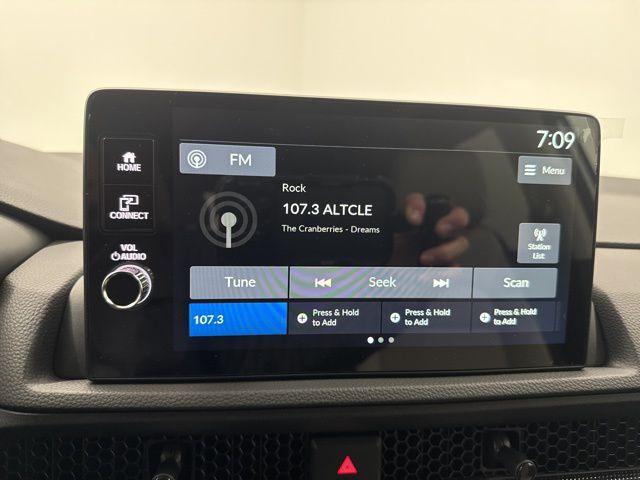 7:09
FM
HOME
Menu
Rock
107.3 ALTCLE
The Cranberries - Dreams
CONNECT
Station
List
VOL
AUDIO
Tune
Seek
Scan
107.3
Press & Hold
to Add
Press & Hold
to Add
Press & Hold
to Add